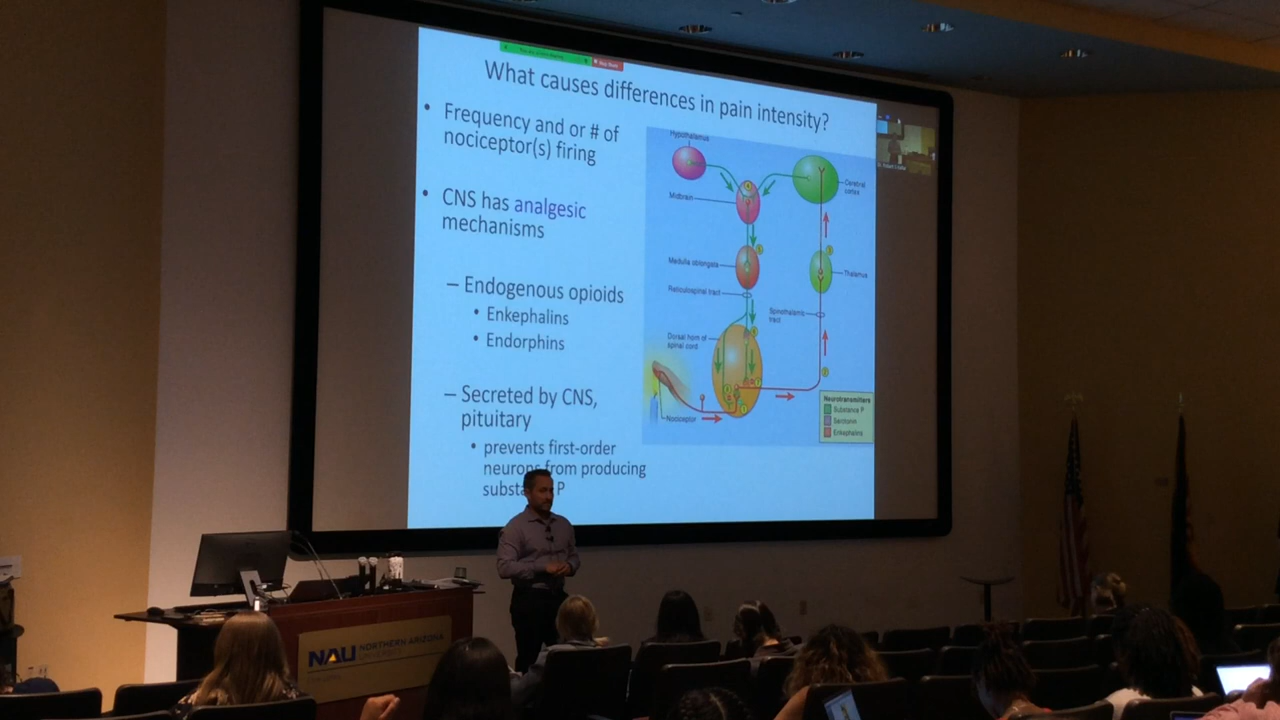 What causes differences in pain intensity?
• Frequency and or # of
nociceptor(s) firing
• CNS has analgesic
mechanisms
– Endogenous opioids
• Enkephalins
• Endorphins
– Secreted by CNS,
pituitary
• prevents first-order
neurons from producing
P
Hypothalamus
Midbrain
Cerebral
cortex
Medulla oblongata
Thalamus
Reticulospinal tract
Spinothalamic
tract
Dorsal horn of
spinal cord
Nociceptor
Neurotransmitters
Substance P
Serotonin
Enkephalins
NAU NORTHERN ARIZONA